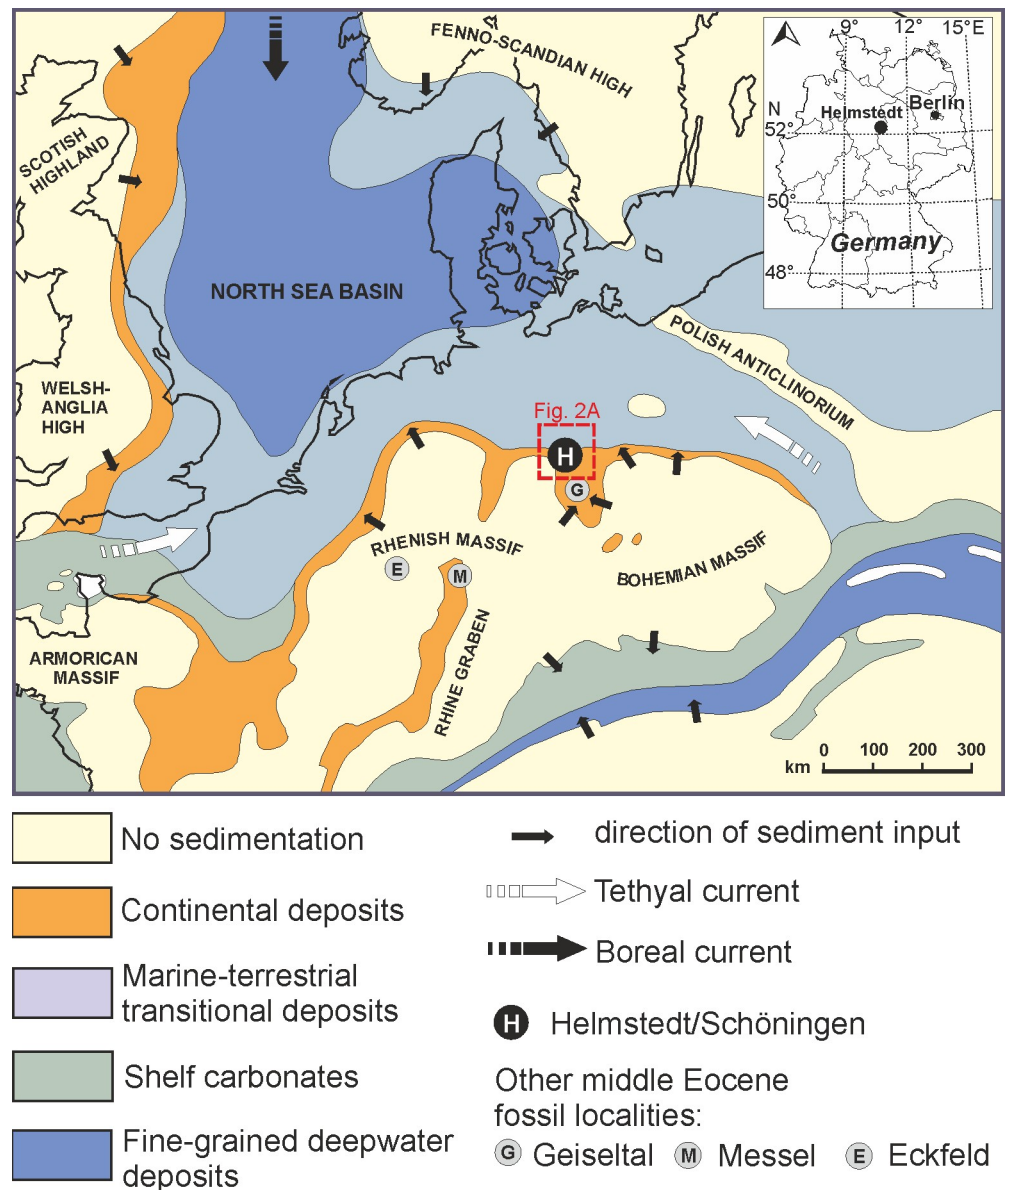 FENNO-SCANDIAN HIGH
SCOTISH
HIGHLAND
NORTH SEA BASIN
WELSH-
ANGLIA
HIGH
POLISH ANTICLINORIUM
Fig. 2A
H
G
RHENISH MASSIF
E
M
BOHEMIAN MASSIF
RHINE GRABEN
ARMORICAN
MASSIF
0 100 200 300
km
9° 12° 15°E
N
52°
50°
48°
Helmstedt
Berlin
Germany
No sedimentation
Continental deposits
Marine-terrestrial
transitional deposits
Shelf carbonates
Fine-grained deepwater
deposits
direction of sediment input
Tethyal current
Boreal current
H Helmstedt/Schöningen
Other middle Eocene
fossil localities:
G Geiseltal M Messel E Eckfeld